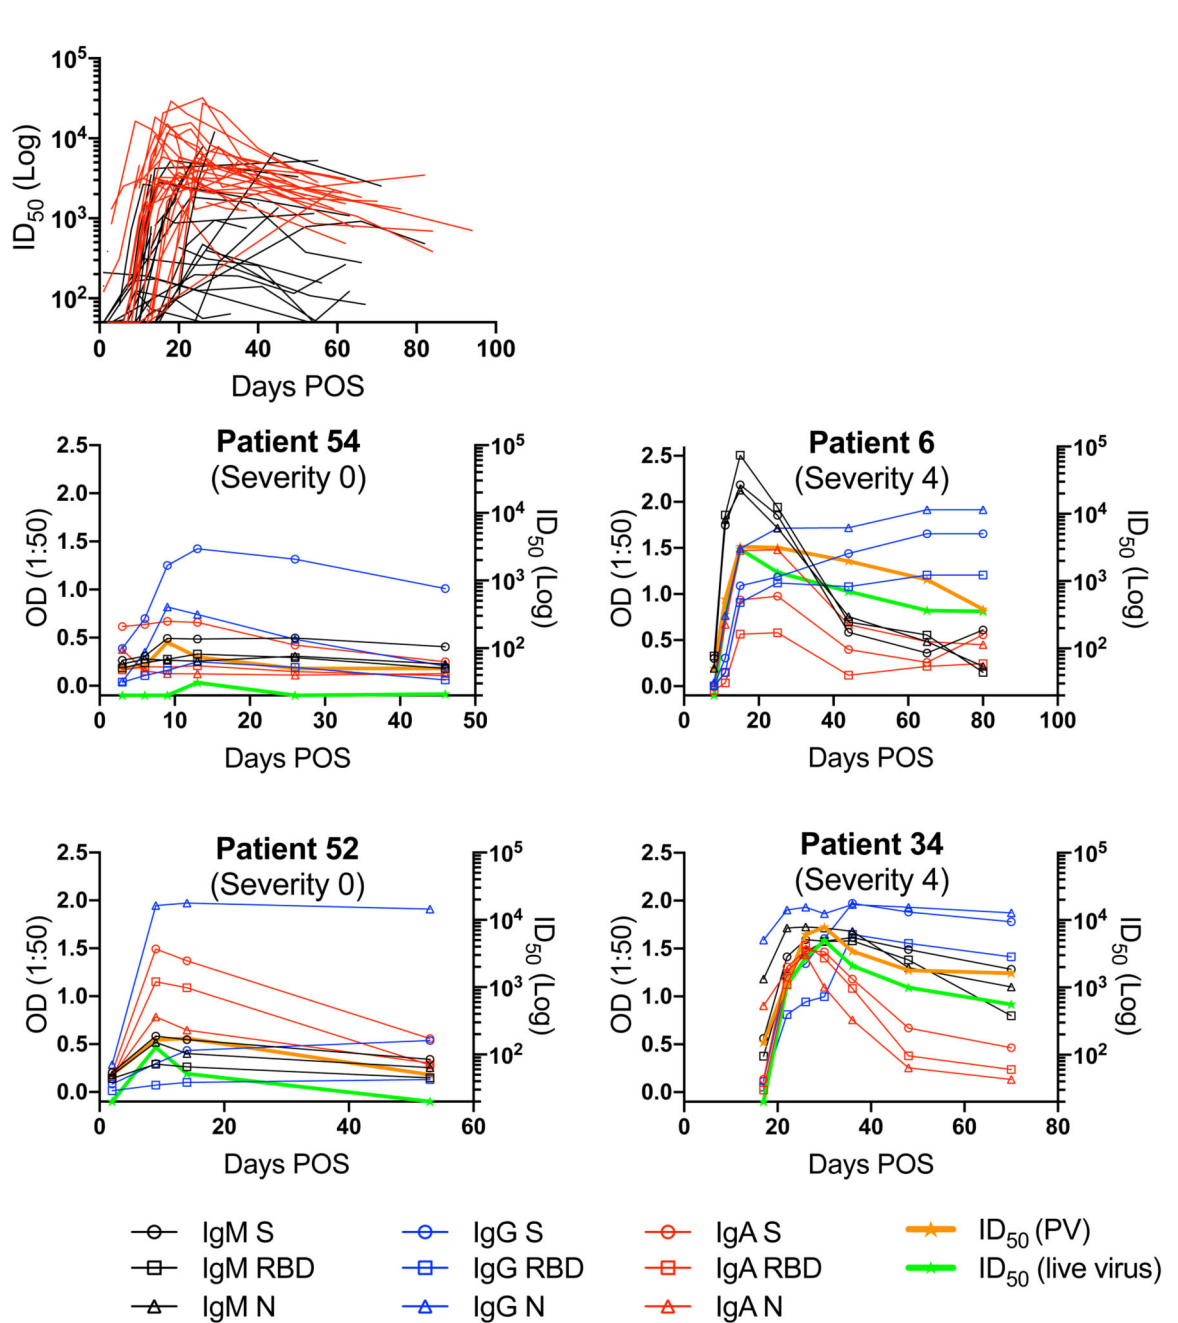 10⁵
10⁴
10³
10²
ID₅₀ (Log)
0 20 40 60 80 100
Days POS
Patient 54
(Severity 0)
2.5
2.0
1.5
1.0
0.5
0.0
OD (1:50)
10⁵
10⁴
10³
10²
ID₅₀ (Log)
0 10 20 30 40 50
Days POS
Patient 6
(Severity 4)
2.5
2.0
1.5
1.0
0.5
0.0
OD (1:50)
10⁵
10⁴
10³
10²
ID₅₀ (Log)
0 20 40 60 80 100
Days POS
Patient 52
(Severity 0)
2.5
2.0
1.5
1.0
0.5
0.0
OD (1:50)
10⁵
10⁴
10³
10²
ID₅₀ (Log)
0 20 40 60
Days POS
Patient 34
(Severity 4)
2.5
2.0
1.5
1.0
0.5
0.0
OD (1:50)
10⁵
10⁴
10³
10²
ID₅₀ (Log)
0 20 40 60 80
Days POS
IgM S IgG S IgA S ID₅₀ (PV)
IgM RBD IgG RBD IgA RBD ID₅₀ (live virus)
IgM N IgG N IgA N